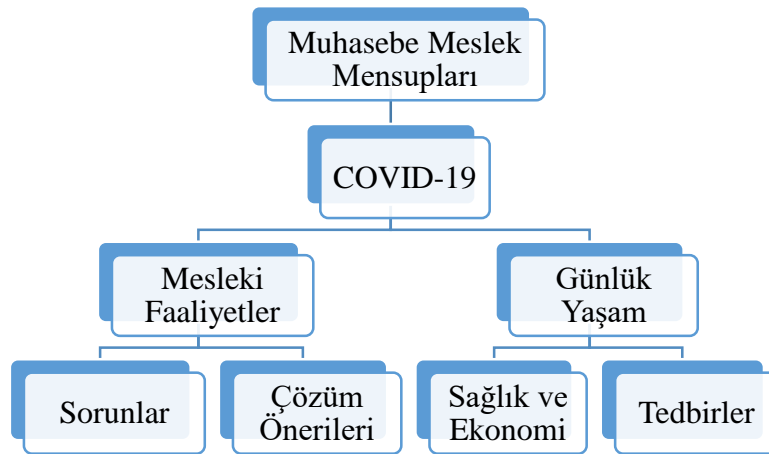 Muhasebe Meslek
Mensupları
COVID-19
Mesleki
Faaliyetler
Günlük
Yaşam
Sorunlar
Çözüm
Önerileri
Sağlık ve
Ekonomi
Tedbirler